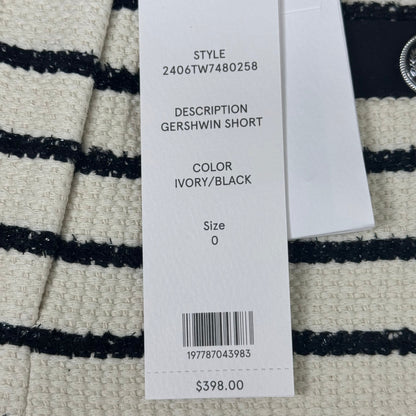 STYLE
2406TW7480258
DESCRIPTION
GERSHWIN SHORT
COLOR
IVORY/BLACK
Size
0
197787043983
$398.00